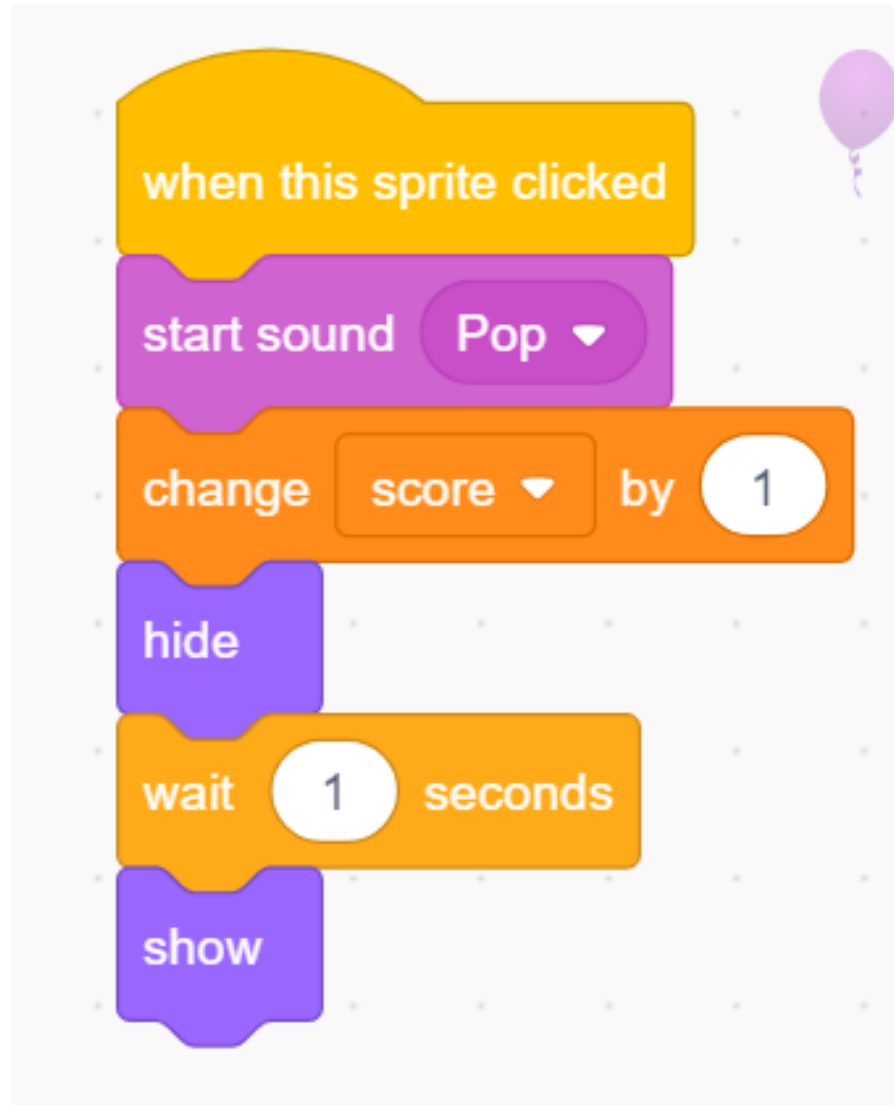 when this sprite clicked
start sound Pop
change score by 1
hide
wait 1 seconds
show